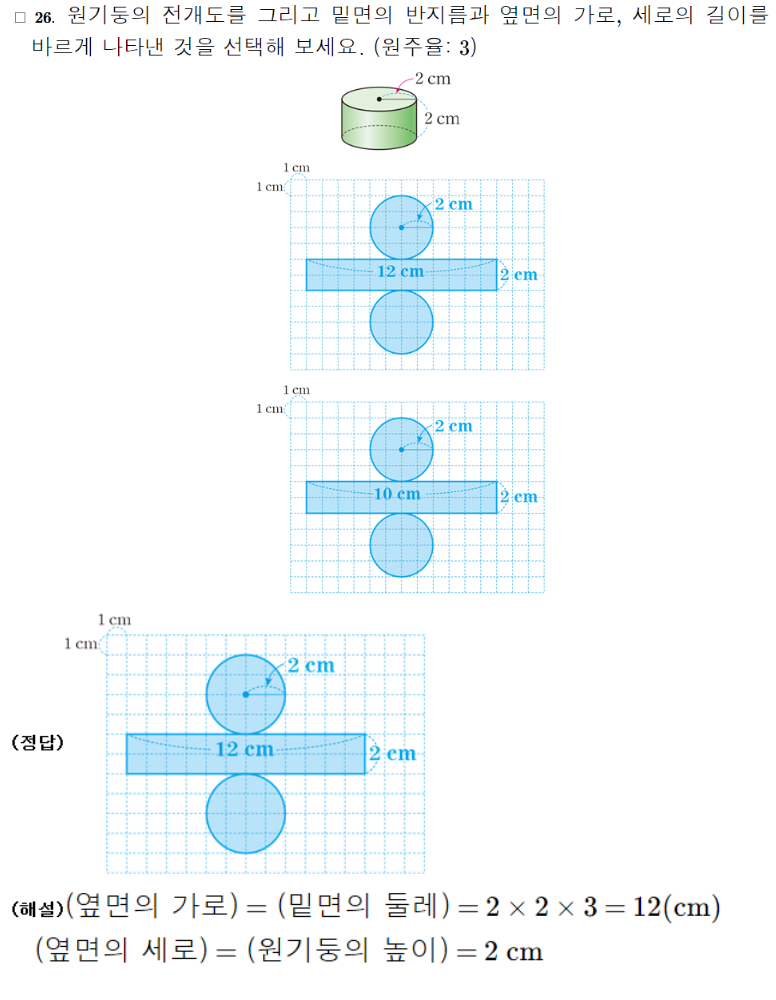 □ 26. 원기둥의 전개도를 그리고 밑면의 반지름과 옆면의 가로, 세로의 길이를
바르게 나타낸 것을 선택해 보세요. (원주율: 3)
2 cm
2 cm
1 cm
1 cm
2 cm
12 cm
2 cm
1 cm
1 cm
2 cm
10 cm
2 cm
1 cm
1 cm
2 cm
(정답)
12 cm
2 cm
(해설)(옆면의 가로) = (밑면의 둘레) = 2 × 2 × 3 = 12(cm)
(옆면의 세로) = (원기둥의 높이) = 2 cm